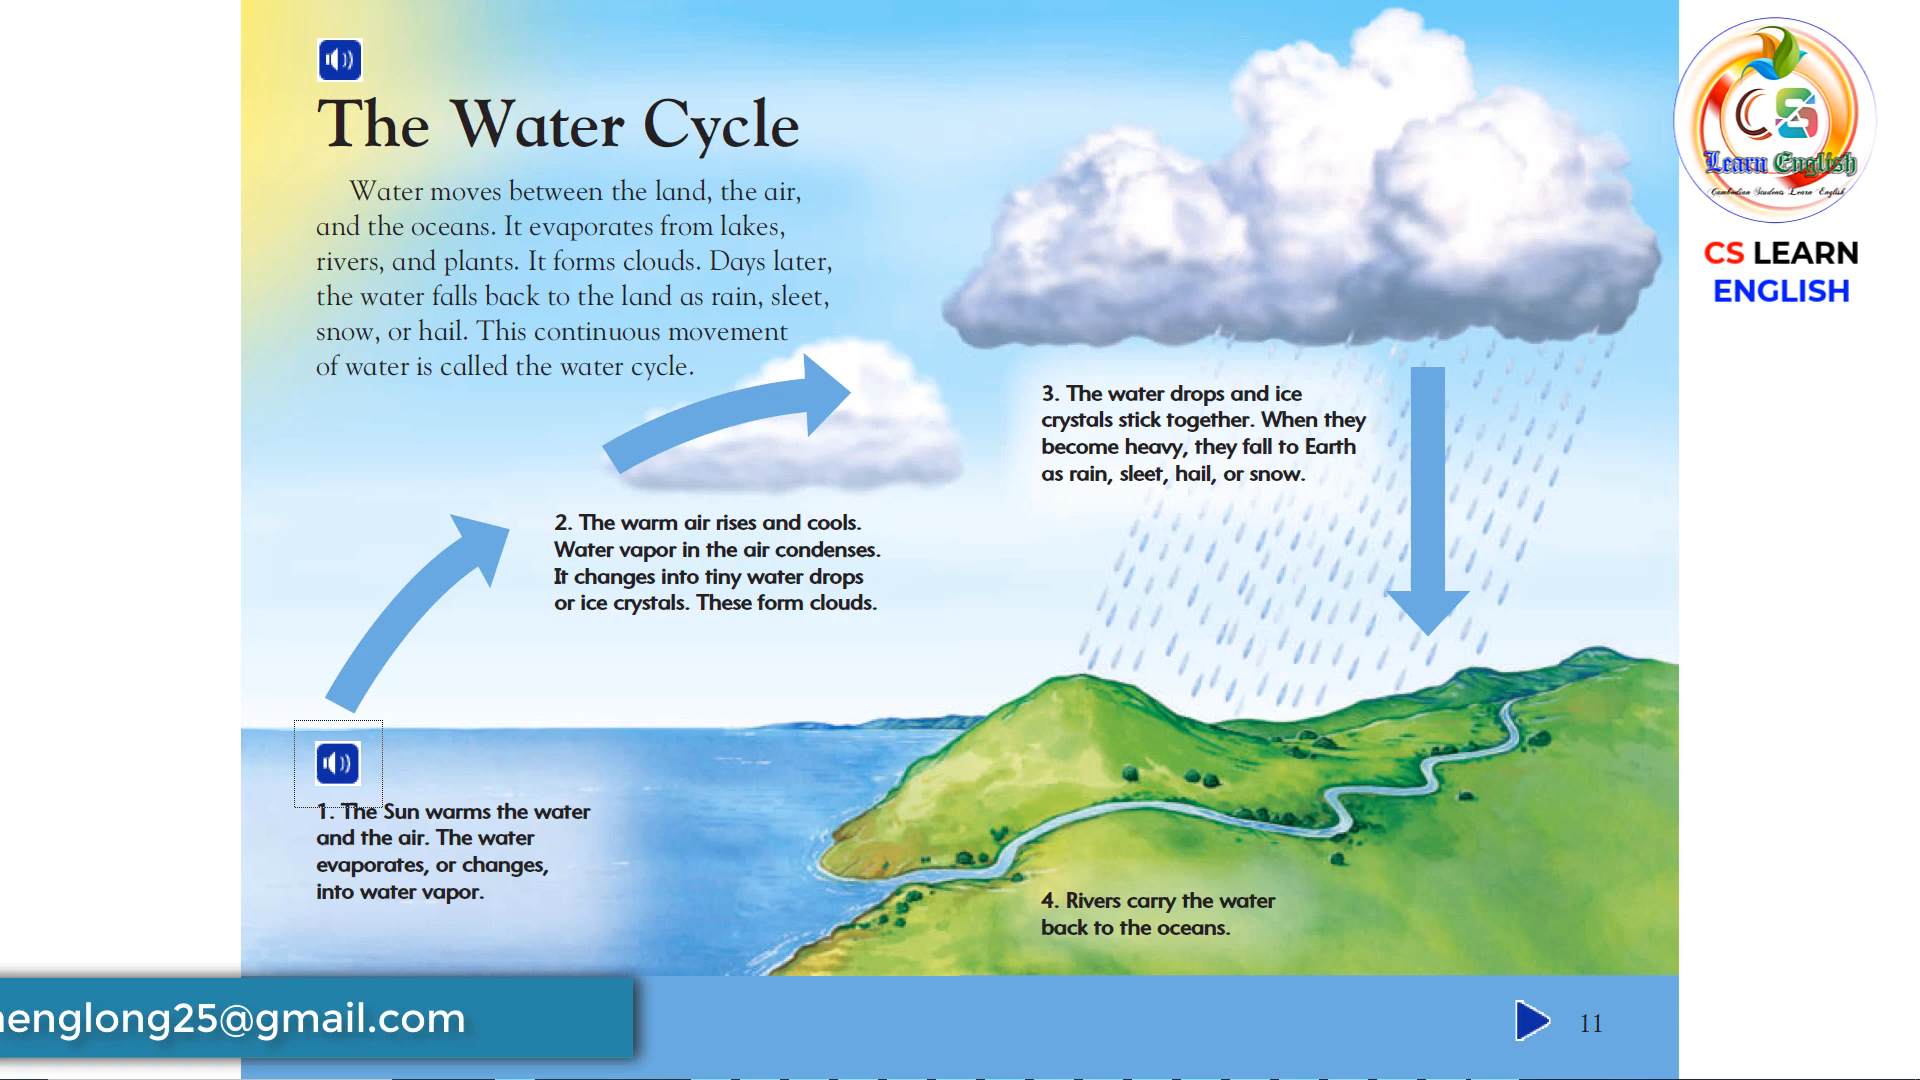 The Water Cycle
Water moves between the land, the air,
and the oceans. It evaporates from lakes,
rivers, and plants. It forms clouds. Days later,
the water falls back to the land as rain, sleet,
snow, or hail. This continuous movement
of water is called the water cycle.
3. The water drops and ice
crystals stick together. When they
become heavy, they fall to Earth
as rain, sleet, hail, or snow.
2. The warm air rises and cools.
Water vapor in the air condenses.
It changes into tiny water drops
or ice crystals. These form clouds.
1. The Sun warms the water
and the air. The water
evaporates, or changes,
into water vapor.
4. Rivers carry the water
back to the oceans.
11
CS
Learn English
Cambodian Students Learn English
CS LEARN
ENGLISH
henglong25@gmail.com